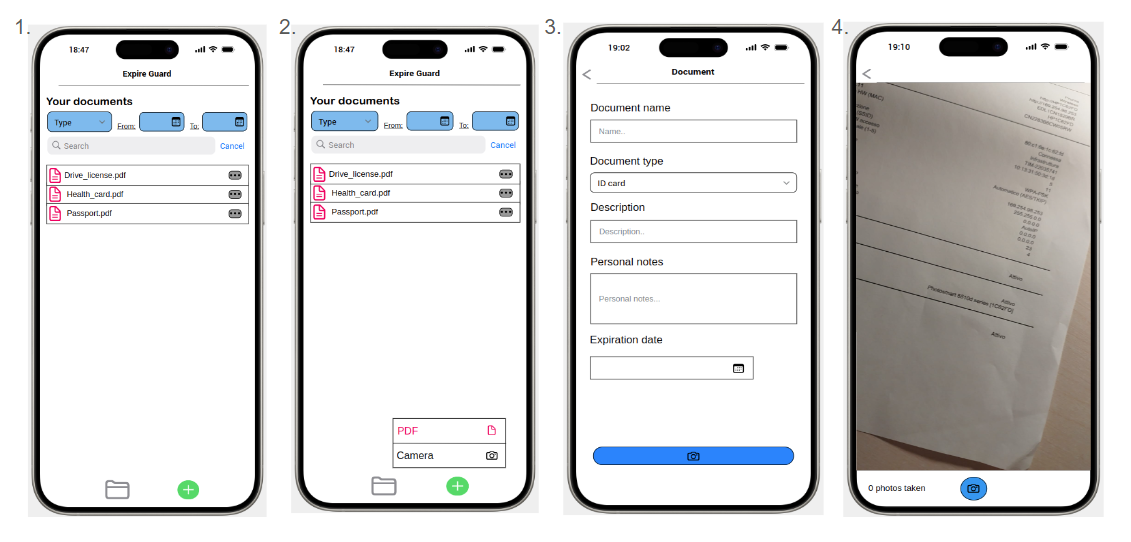 1.
18:47
Expire Guard
Your documents
Type
From:
To:
Search
Cancel
Drive_license.pdf
Health_card.pdf
Passport.pdf
2.
18:47
Expire Guard
Your documents
Type
From:
To:
Search
Cancel
Drive_license.pdf
Health_card.pdf
Passport.pdf
PDF
Camera
3.
19:02
Document
Document name
Name..
Document type
ID card
Description
Description..
Personal notes
Personal notes...
Expiration date
4.
19:10
Attivo
Attivo
Attivo
0 photos taken